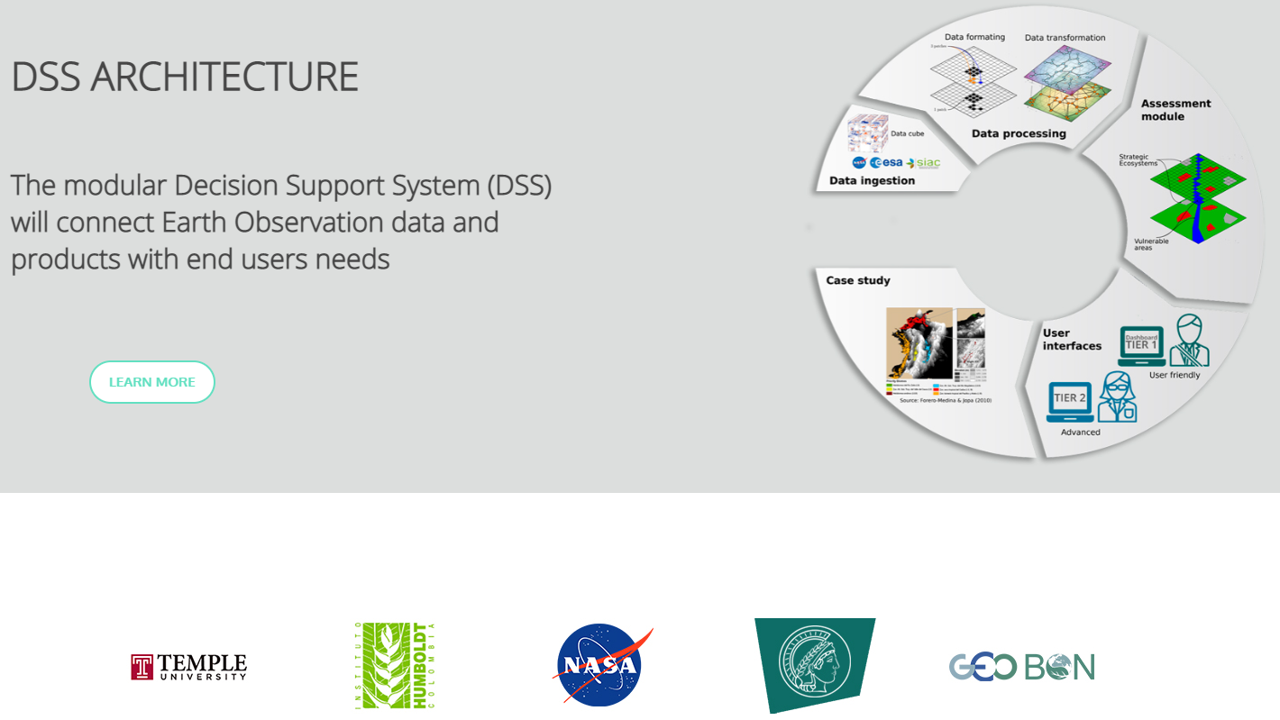 DSS ARCHITECTURE
The modular Decision Support System (DSS)
will connect Earth Observation data and
products with end users needs
LEARN MORE
Data formating
Data transformation
Data processing
Data cube
NASA
esa
siac
Data ingestion
Assessment
module
Strategic
Ecosystems
Vulnerable
areas
Case study
Source: Forero-Medina & Jopa (2010)
User
interfaces
Dashboard
TIER 1
User friendly
TIER 2
Advanced
TEMPLE
UNIVERSITY
INSTITUTO
HUMBOLDT
COLOMBIA
NASA
GEO BON